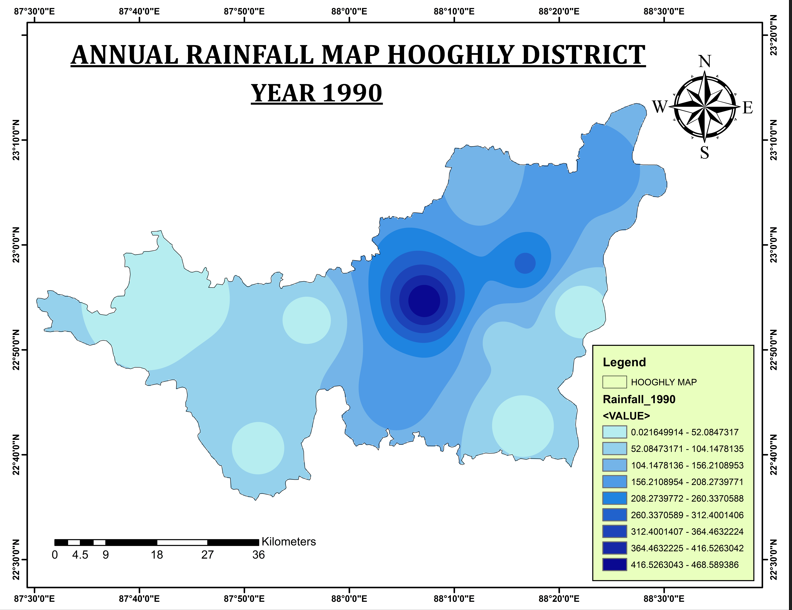 87°30'0"E 87°40'0"E 87°50'0"E 88°0'0"E 88°10'0"E 88°20'0"E 88°30'0"E
ANNUAL RAINFALL MAP HOOGHLY DISTRICT
YEAR 1990
N
W E
S
23°20'0"N 23°20'0"N
23°10'0"N 23°10'0"N
23°0'0"N 23°0'0"N
22°50'0"N 22°50'0"N
22°40'0"N 22°40'0"N
22°30'0"N 22°30'0"N
Legend
HOOGHLY MAP
Rainfall_1990
<VALUE>
0.021649914 - 52.0847317
52.08473171 - 104.1478135
104.1478136 - 156.2108953
156.2108954 - 208.2739771
208.2739772 - 260.3370588
260.3370589 - 312.4001406
312.4001407 - 364.4632224
364.4632225 - 416.5263042
416.5263043 - 468.589386
Kilometers
0 4.5 9 18 27 36
87°30'0"E 87°40'0"E 87°50'0"E 88°0'0"E 88°10'0"E 88°20'0"E 88°30'0"E